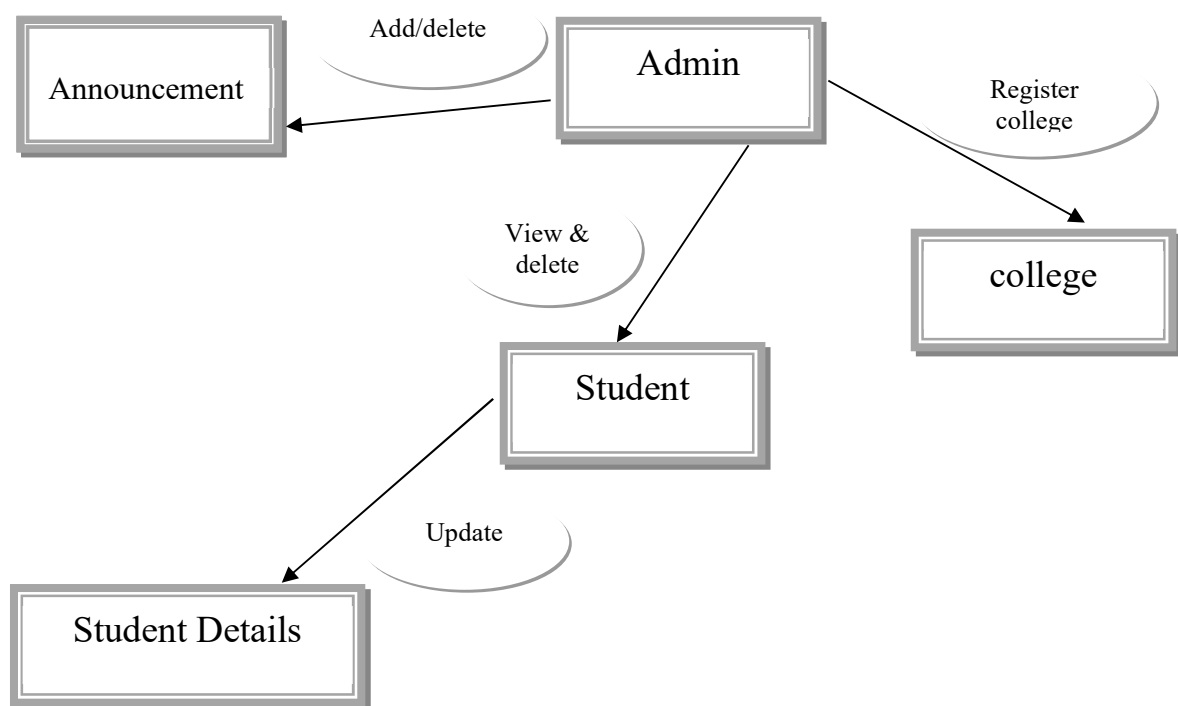 Add/delete
Admin
Announcement
Register
college
View &
delete
college
Student
Update
Student Details